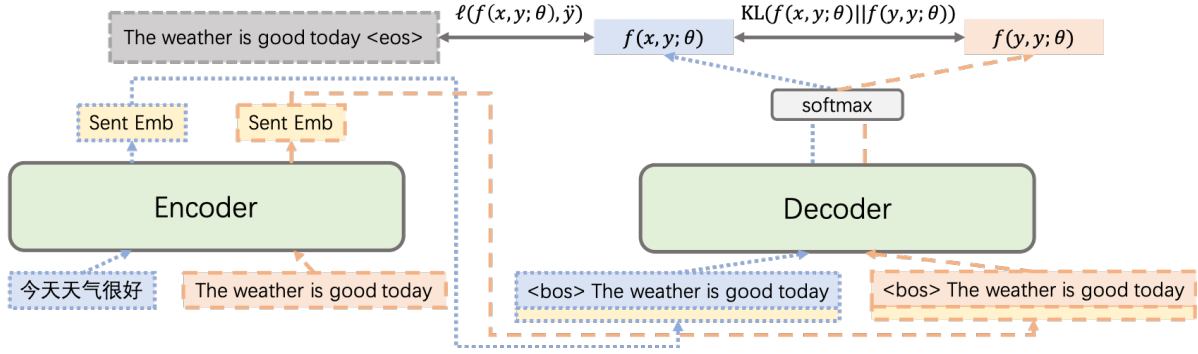 ℓ(f(x, y; θ), ÿ)
KL(f(x, y; θ)||f(y, y; θ))
The weather is good today <eos>
f(x, y; θ)
f(y, y; θ)
softmax
Sent Emb
Sent Emb
Encoder
Decoder
今天天气很好
The weather is good today
<bos> The weather is good today
<bos> The weather is good today